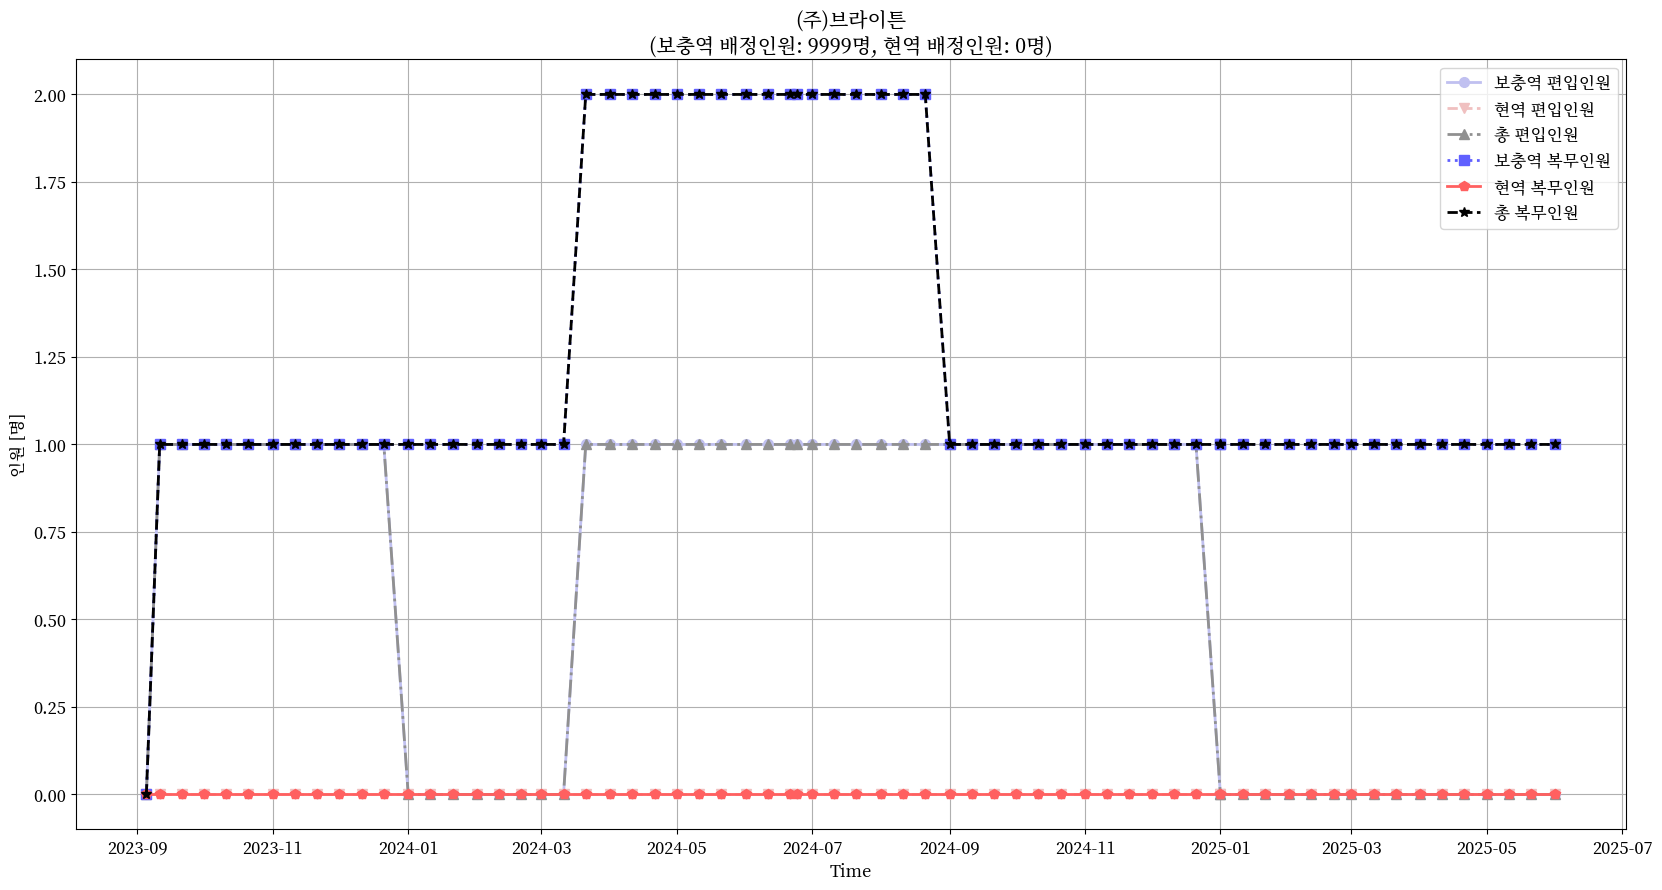 (주)브라이튼
(보충역 배정인원: 9999명, 현역 배정인원: 0명)
보충역 편입인원
현역 편입인원
총 편입인원
보충역 복무인원
현역 복무인원
총 복무인원
인원 [명]
2.00
1.75
1.50
1.25
1.00
0.75
0.50
0.25
0.00
2023-09 2023-11 2024-01 2024-03 2024-05 2024-07 2024-09 2024-11 2025-01 2025-03 2025-05 2025-07
Time